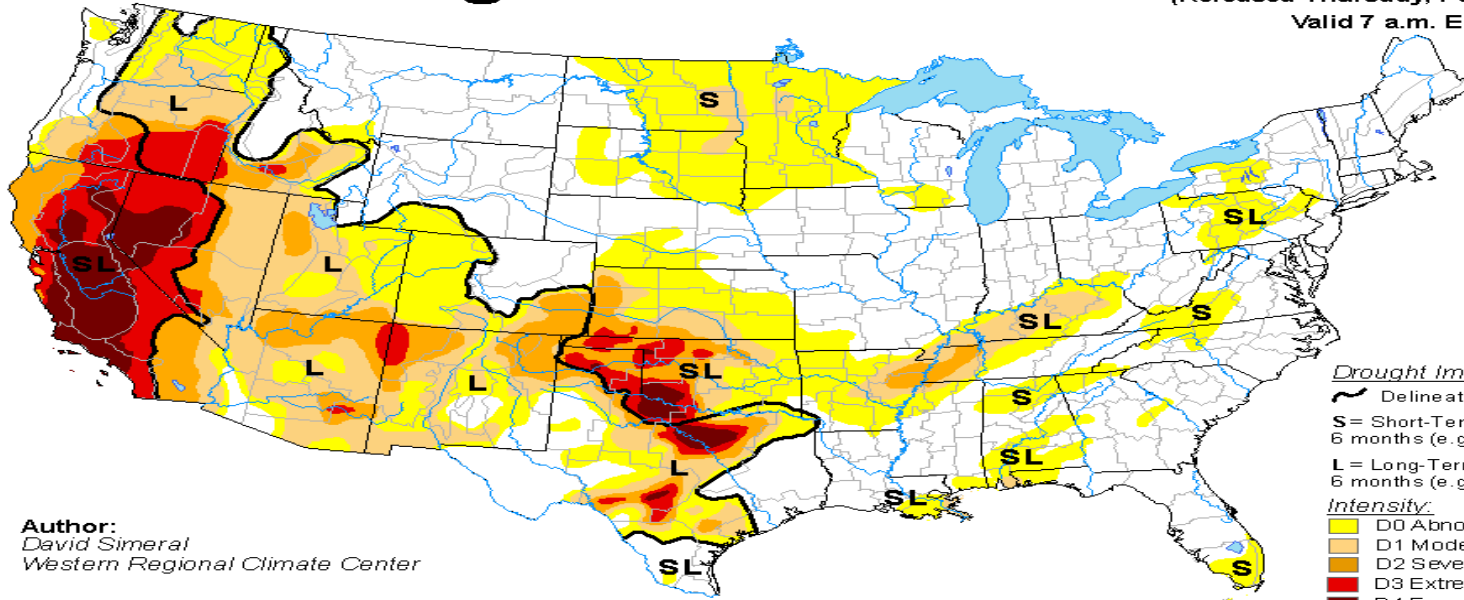 Valid 7 a.m. E
L
S
SL
SL
L
L
L
SL
SL
S
S
SL
L
SL
SL
S
Drought Im
Delineat
S = Short-Ter
6 months (e.g
L = Long-Term
6 months (e.g
Intensity:
D0 Abno
D1 Mode
D2 Seve
D3 Extre
Author:
David Simeral
Western Regional Climate Center